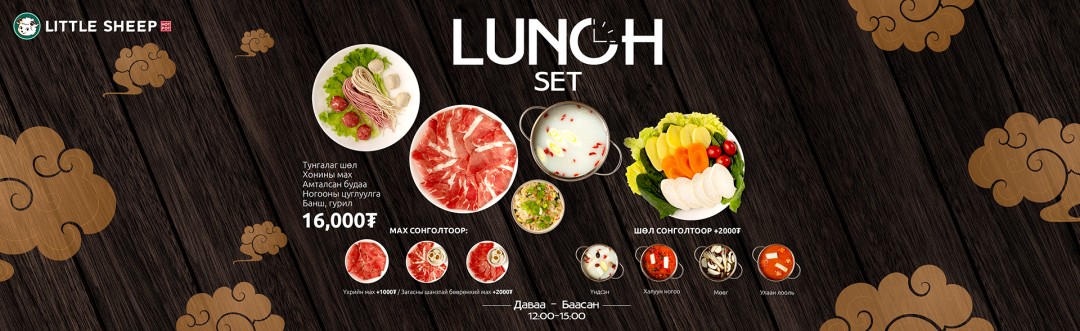 LITTLE SHEEP
LUNCH
SET
Тунгалаг шөл
Хонины мах
Амталсан будаа
Ногооны цуглуулга
Банш, гурил
16,000₮
МАХ СОНГОЛТООР:
Үхрийн мах +1000₮ / Загасны шанзтай бөөрөнхий мах +2000₮
ШӨЛ СОНГОЛТООР +2000₮
Үндсэн
Халуун ногоо
Мөөг
Улаан лооль
Даваа - Баасан
12:00-15:00